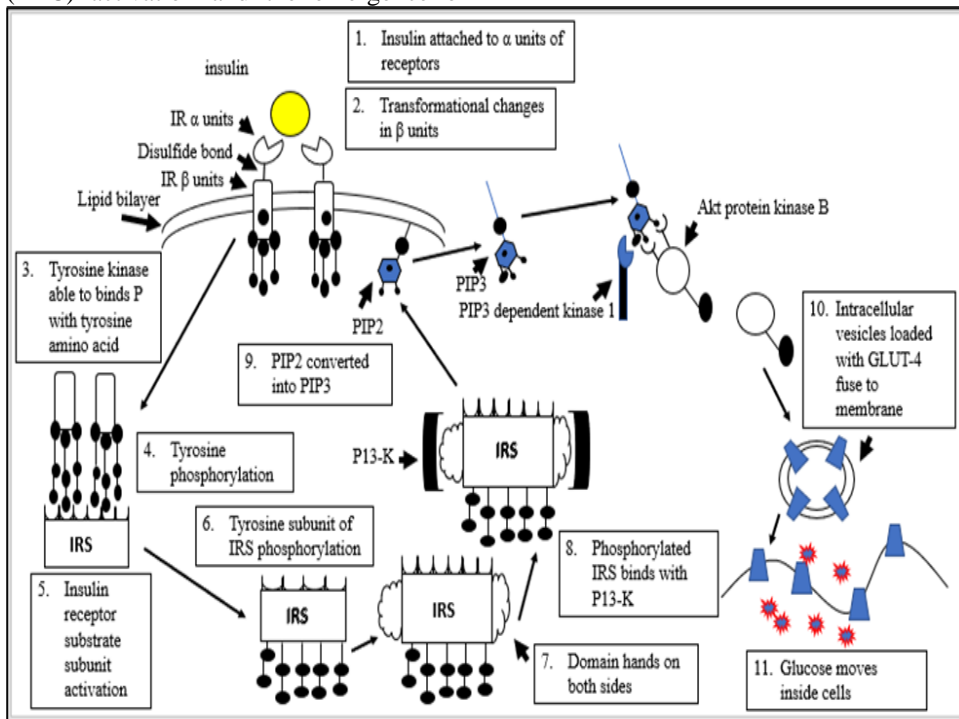 1. Insulin attached to α units of
receptors
insulin
2. Transformational changes
in β units
IR α units
Disulfide bond
IR β units
Lipid bilayer
Akt protein kinase B
3. Tyrosine kinase
able to binds P
with tyrosine
amino acid
PIP3
PIP3 dependent kinase 1
PIP2
10. Intracellular
vesicles loaded
with GLUT-4
fuse to
membrane
9. PIP2 converted
into PIP3
4. Tyrosine
phosphorylation
P13-K
IRS
6. Tyrosine subunit of
IRS phosphorylation
IRS
8. Phosphorylated
IRS binds with
P13-K
5. Insulin
receptor
substrate
subunit
activation
IRS
IRS
7. Domain hands on
both sides
11. Glucose moves
inside cells